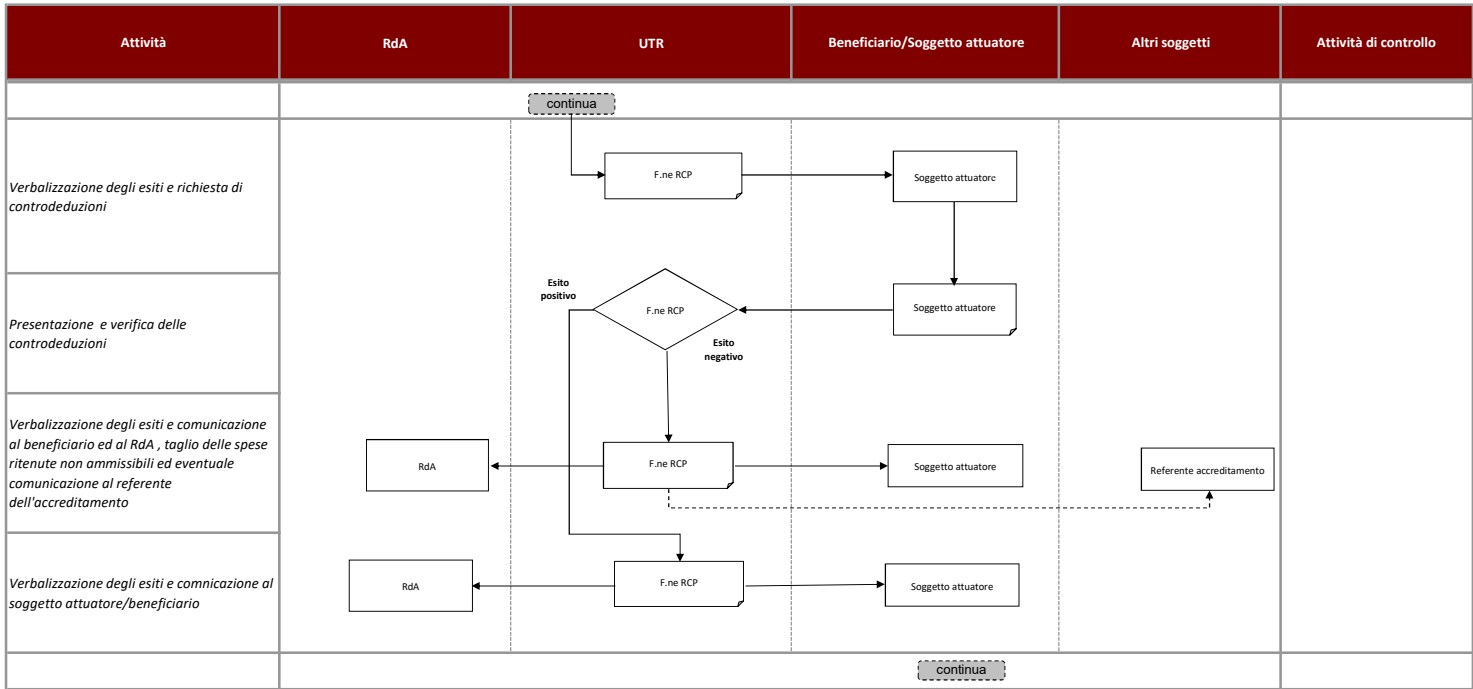 Attività
RdA
UTR
Beneficiario/Soggetto attuatore
Altri soggetti
Attività di controllo
continua
Verbalizzazione degli esiti e richiesta di
controdeduzioni
F.ne RCP
Soggetto attuatore
Presentazione  e verifica delle
controdeduzioni
Esito
positivo
F.ne RCP
Esito
negativo
Soggetto attuatore
Verbalizzazione degli esiti e comunicazione
al beneficiario ed al RdA , taglio delle spese
ritenute non ammissibili ed eventuale
comunicazione al referente
dell'accreditamento
RdA
F.ne RCP
Soggetto attuatore
Referente accreditamento
Verbalizzazione degli esiti e comnicazione al
soggetto attuatore/beneficiario
RdA
F.ne RCP
Soggetto attuatore
continua